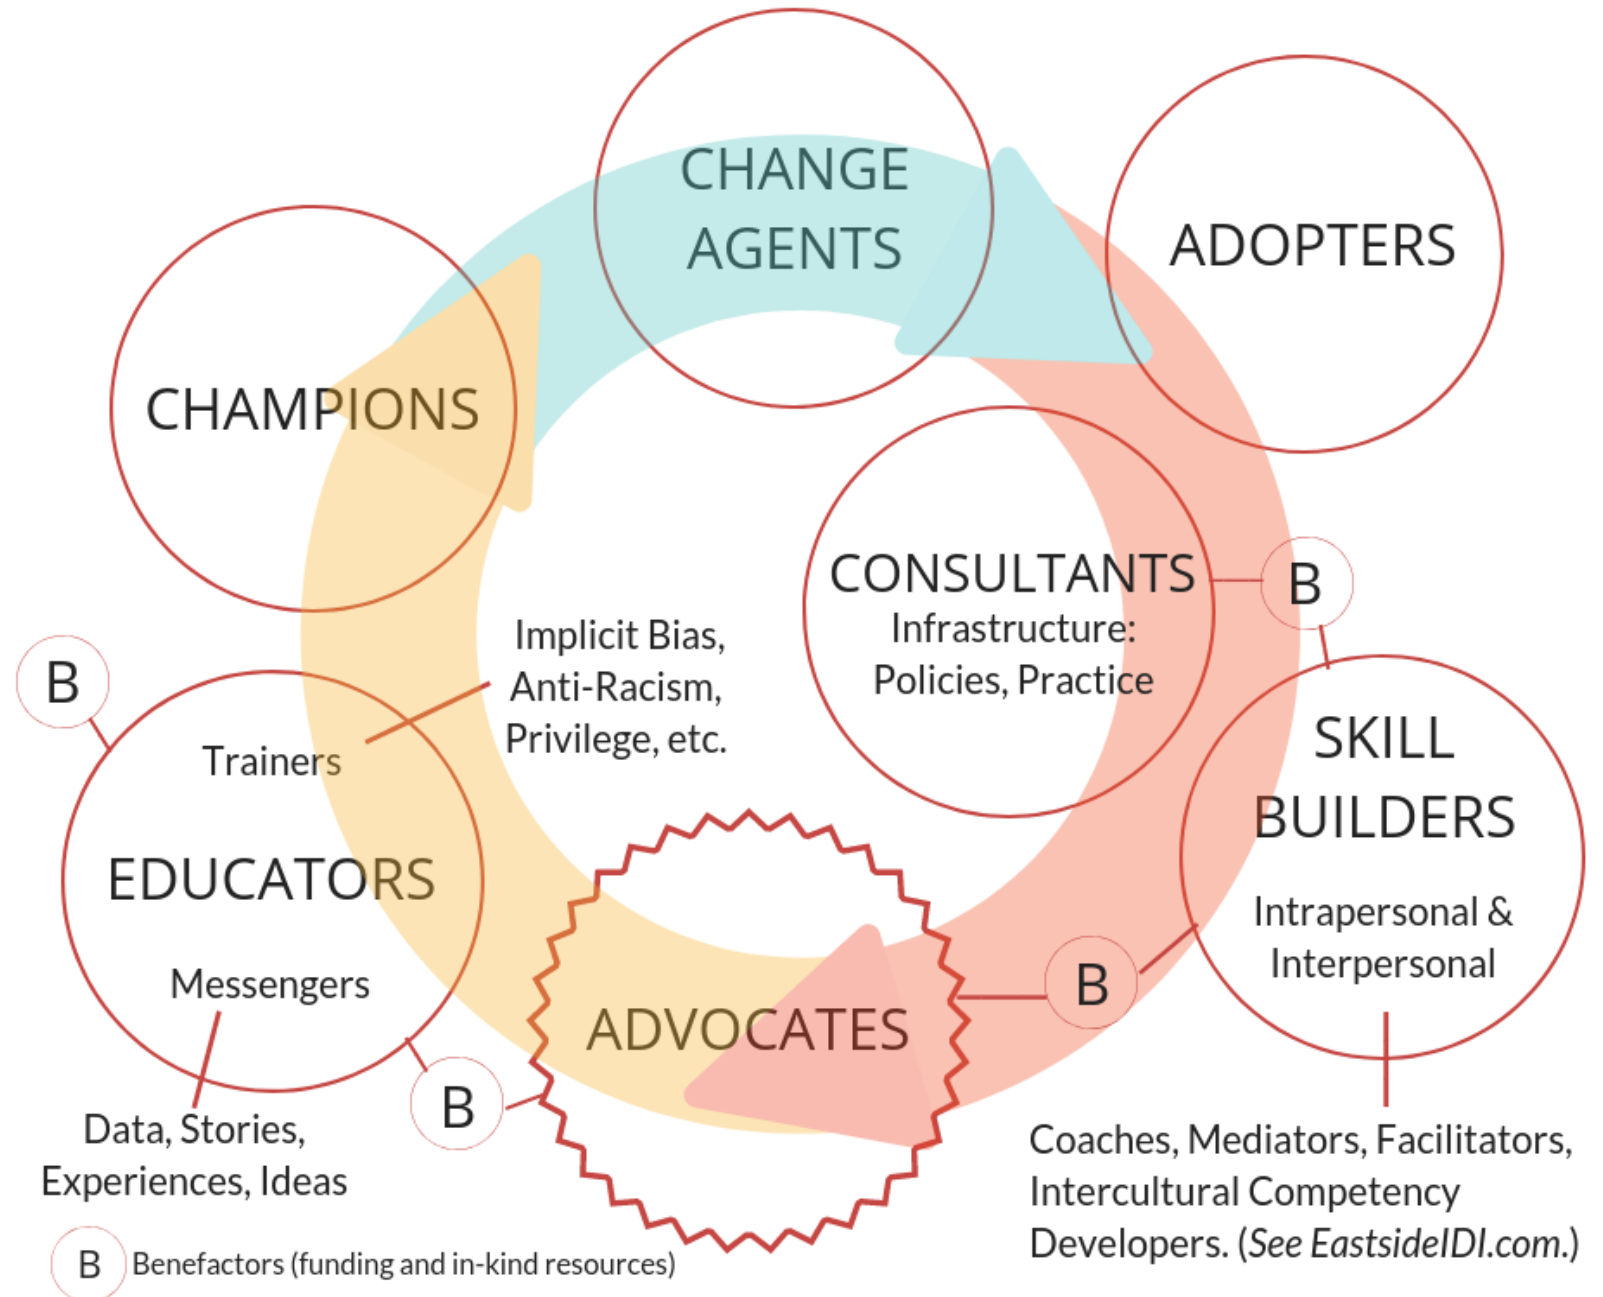 CHANGE
AGENTS
ADOPTERS
CHAMPIONS
CONSULTANTS
Infrastructure:
Policies, Practice
B
Implicit Bias,
Anti-Racism,
Privilege, etc.
B
Trainers
EDUCATORS
Messengers
SKILL
BUILDERS
Intrapersonal &
Interpersonal
B
ADVOCATES
B
Data, Stories,
Experiences, Ideas
Coaches, Mediators, Facilitators,
Intercultural Competency
Developers. (See EastsideIDI.com.)
B Benefactors (funding and in-kind resources)